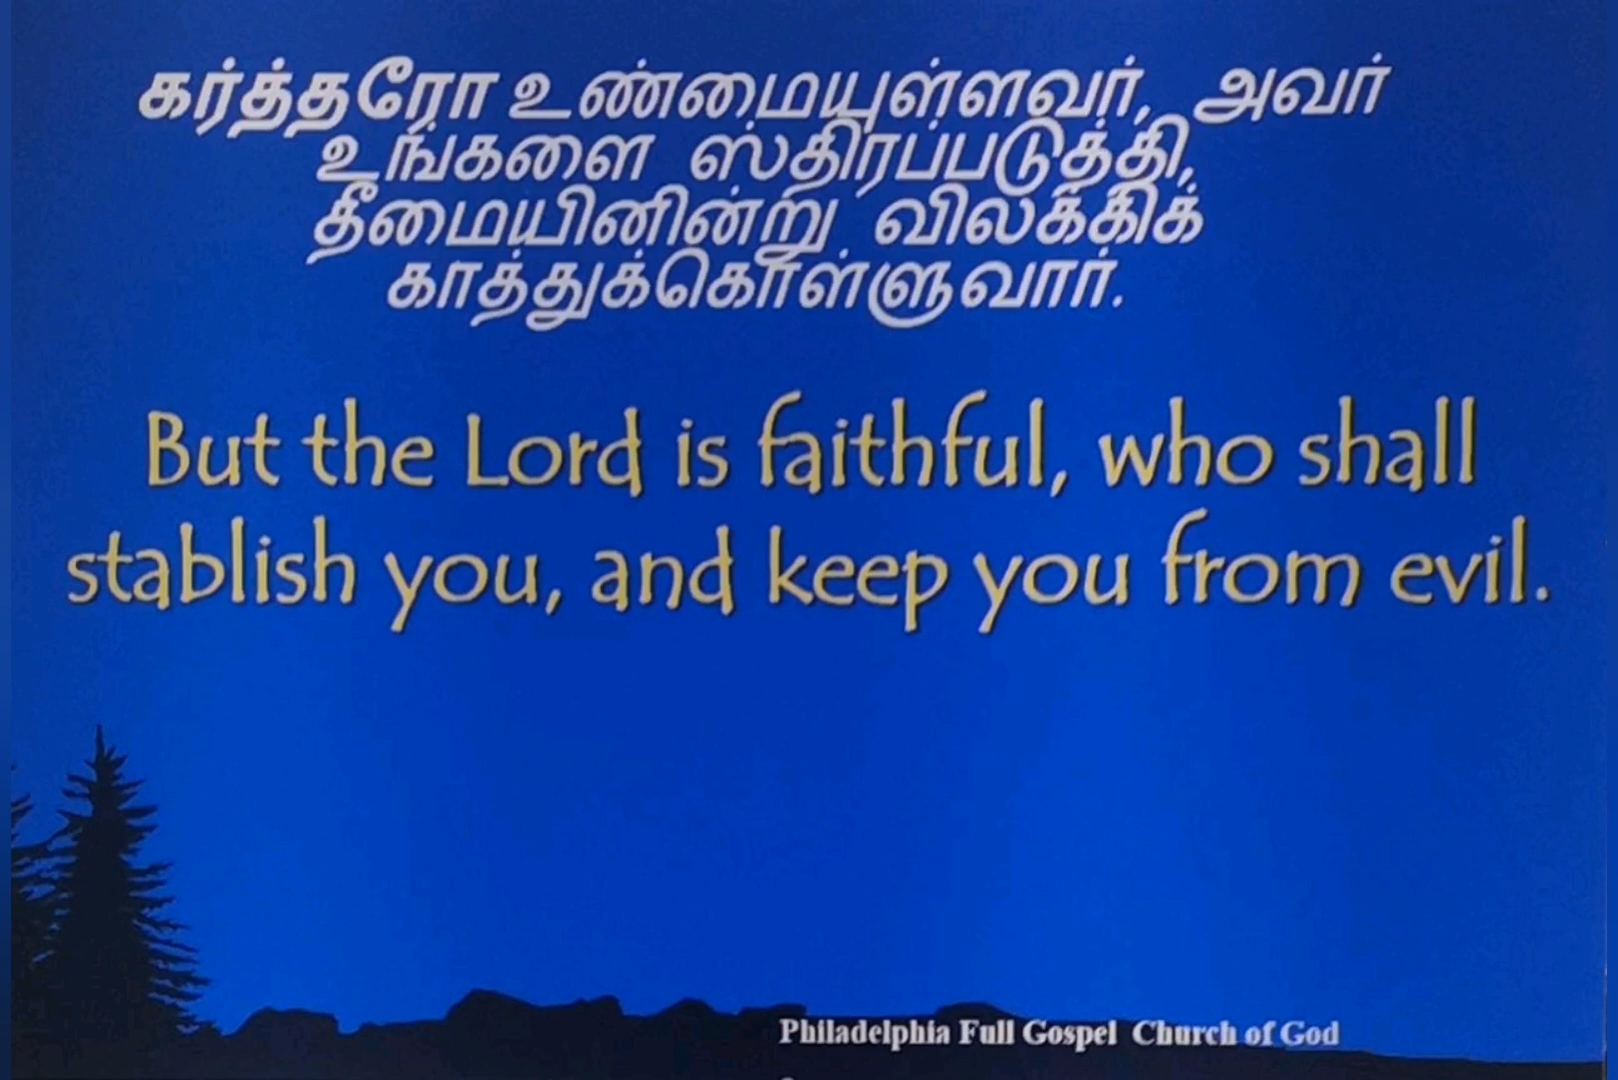 கர்த்தரோ உண்மையுள்ளவர், அவர்
உங்களை ஸ்திரப்படுத்தி,
தீமையினின்று விலக்கிக்
காத்துக்கொள்ளுவார்.
But the Lord is faithful, who shall
stablish you, and keep you from evil.
Philadelphia Full Gospel Church of God